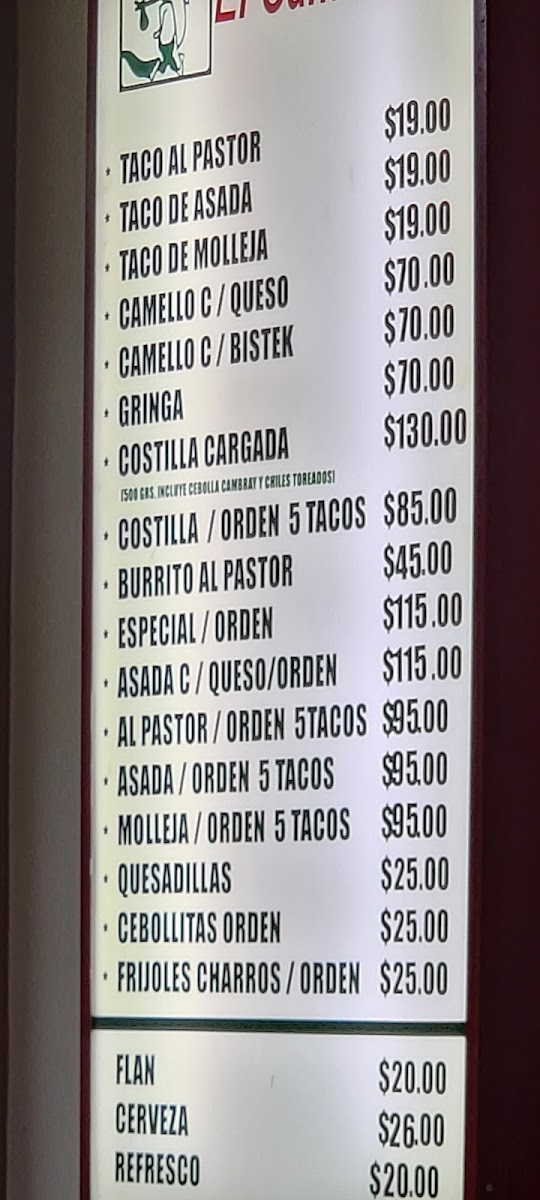 El
· TACO AL PASTOR $19.00
· TACO DE ASADA $19.00
· TACO DE MOLLEJA $19.00
· CAMELLO C / QUESO $70.00
· CAMELLO C / BISTEK $70.00
· GRINGA $70.00
· COSTILLA CARGADA $130.00
(500 GRS. INCLUYE CEBOLLA CAMBRAY Y CHILES TOREADOS)
· COSTILLA / ORDEN 5 TACOS $85.00
· BURRITO AL PASTOR $45.00
· ESPECIAL / ORDEN $115.00
· ASADA C / QUESO/ORDEN $115.00
· AL PASTOR / ORDEN 5TACOS $95.00
· ASADA / ORDEN 5 TACOS $95.00
· MOLLEJA / ORDEN 5 TACOS $95.00
· QUESADILLAS $25.00
· CEBOLLITAS ORDEN $25.00
· FRIJOLES CHARROS / ORDEN $25.00
FLAN $20.00
CERVEZA $26.00
REFRESCO $20.00